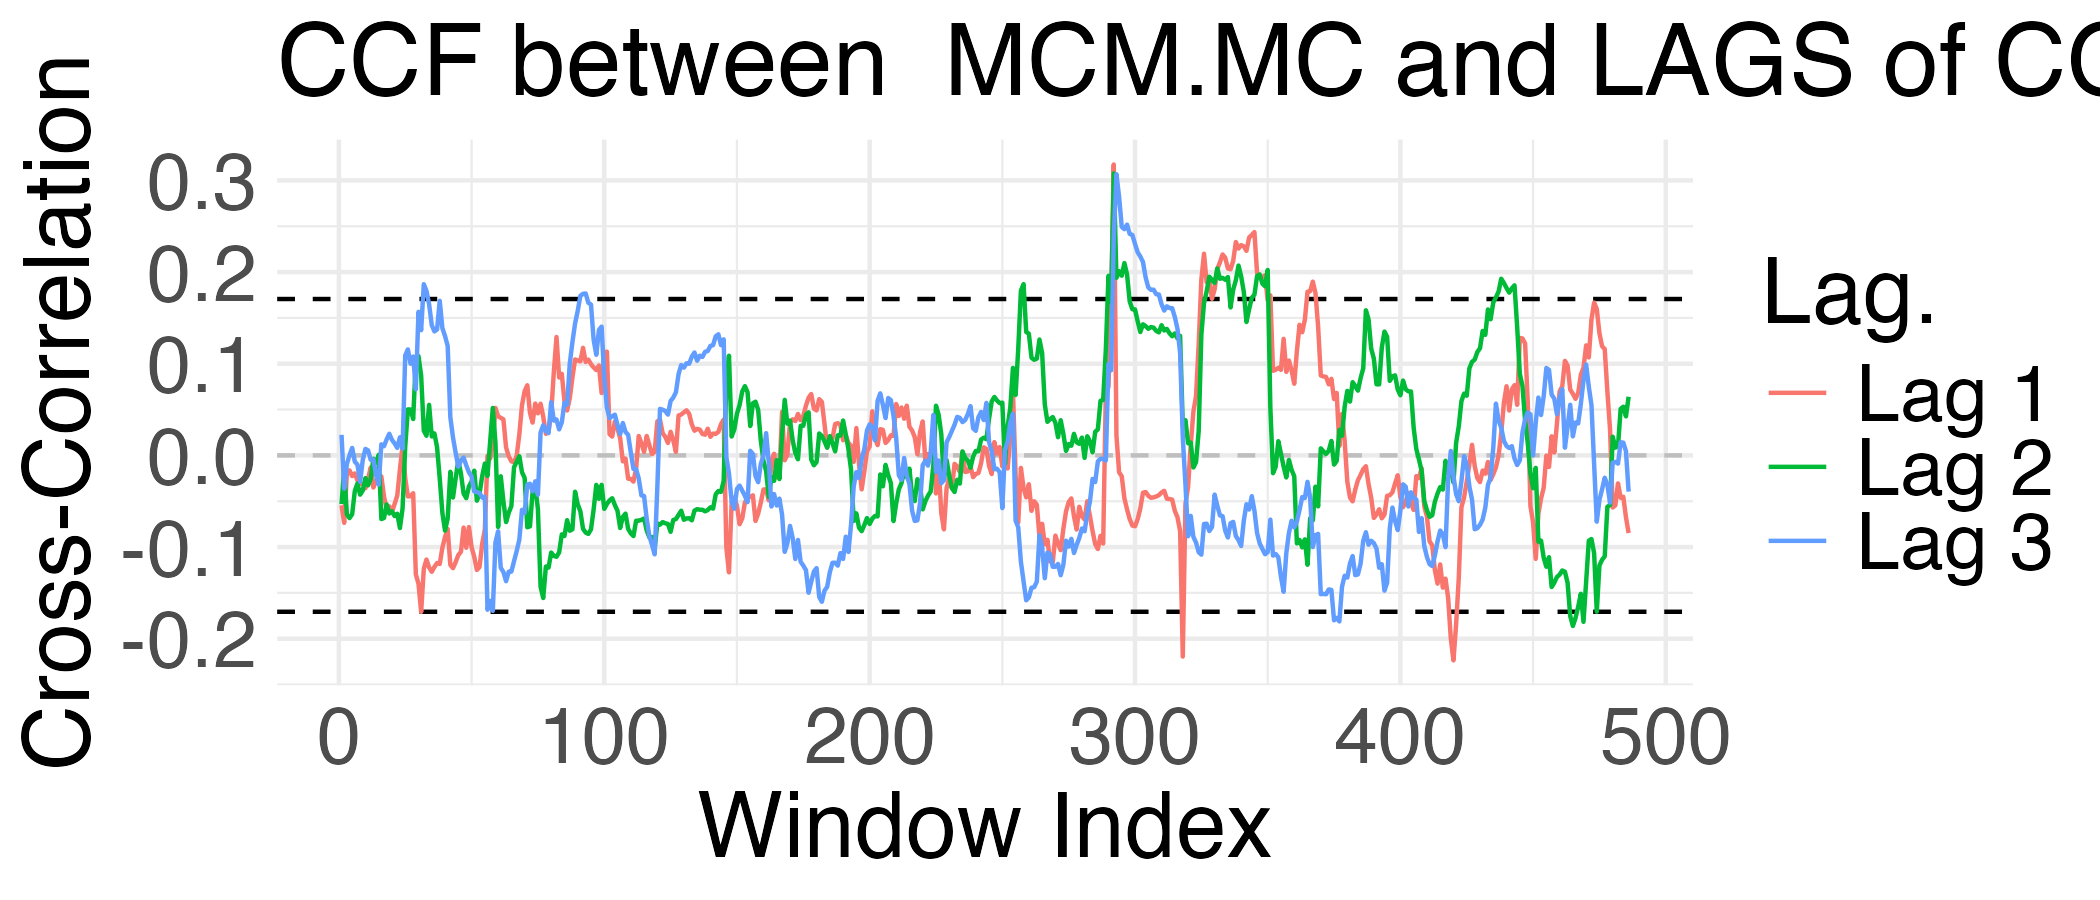 CCF between  MCM.MC and LAGS of
Cross-Correlation
0.3
0.2
0.1
0.0
-0.1
-0.2
0
100
200
300
400
500
Window Index
Lag.
Lag 1
Lag 2
Lag 3